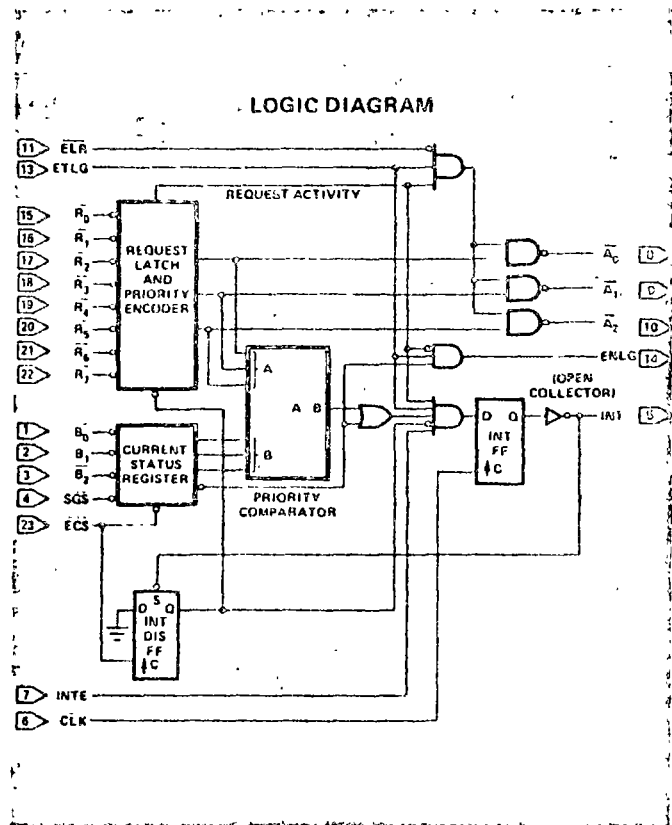 LOGIC DIAGRAM
11 ELR
13 ETLG
REQUEST ACTIVITY
15 R0
16 R1
17 R2
18 R3
19 R4
20 R5
21 R6
22 R7
REQUEST
LATCH
AND
PRIORITY
ENCODER
A0
A1
A2 10
ENLG 14
A
A B
B
PRIORITY
COMPARATOR
(OPEN
COLLECTOR)
INT
D Q
INT
FF
C
1 B0
2 B1
3 B2
4 SGS
23 ECS
CURRENT
STATUS
REGISTER
S
D Q
INT
DIS
FF
C
7 INTE
6 CLK